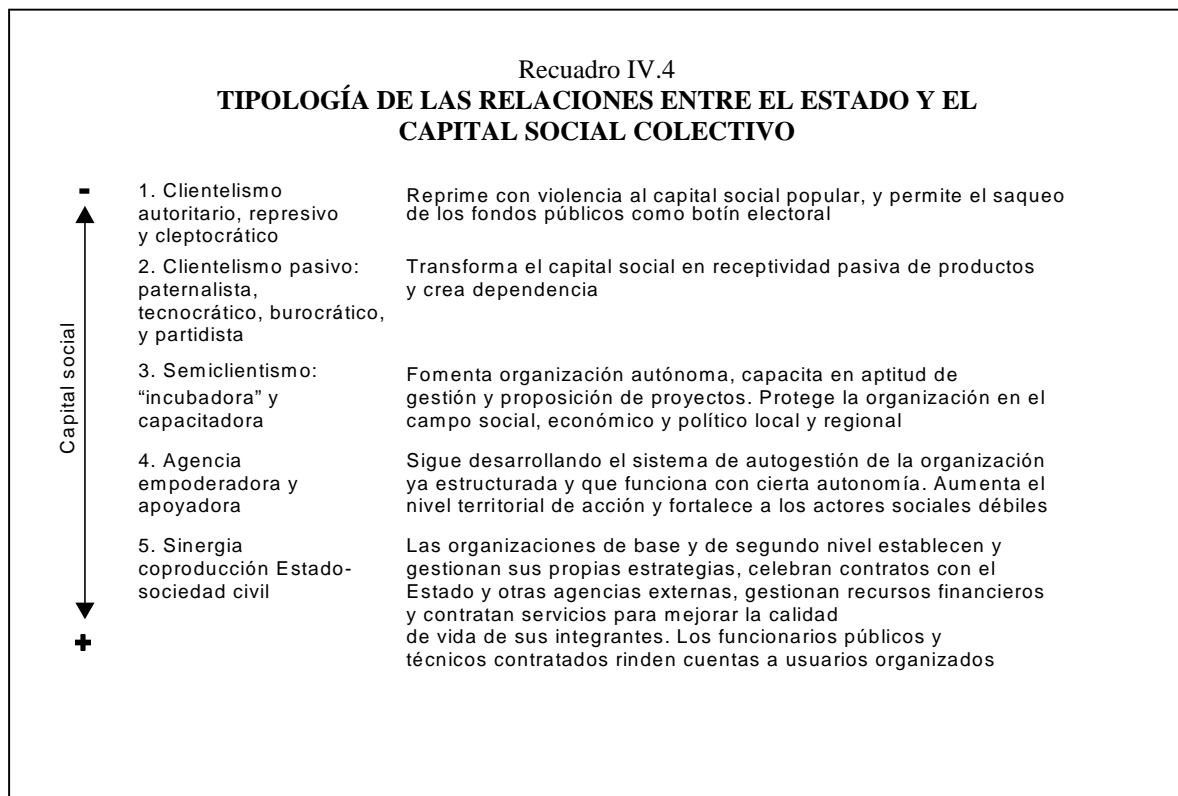 Recuadro IV.4
TIPOLOGÍA DE LAS RELACIONES ENTRE EL ESTADO Y EL
CAPITAL SOCIAL COLECTIVO
-
Capital social
+
1. Clientelismo
autoritario, represivo
y cleptocrático
Reprime con violencia al capital social popular, y permite el saqueo
de los fondos públicos como botín electoral
2. Clientelismo pasivo:
paternalista,
tecnocrático, burocrático,
y partidista
Transforma el capital social en receptividad pasiva de productos
y crea dependencia
3. Semiclientismo:
“incubadora” y
capacitadora
Fomenta organización autónoma, capacita en aptitud de
gestión y proposición de proyectos. Protege la organización en el
campo social, económico y político local y regional
4. Agencia
empoderadora y
apoyadora
Sigue desarrollando el sistema de autogestión de la organización
ya estructurada y que funciona con cierta autonomía. Aumenta el
nivel territorial de acción y fortalece a los actores sociales débiles
5. Sinergia
coproducción Estado-
sociedad civil
Las organizaciones de base y de segundo nivel establecen y
gestionan sus propias estrategias, celebran contratos con el
Estado y otras agencias externas, gestionan recursos financieros
y contratan servicios para mejorar la calidad
de vida de sus integrantes. Los funcionarios públicos y
técnicos contratados rinden cuentas a usuarios organizados